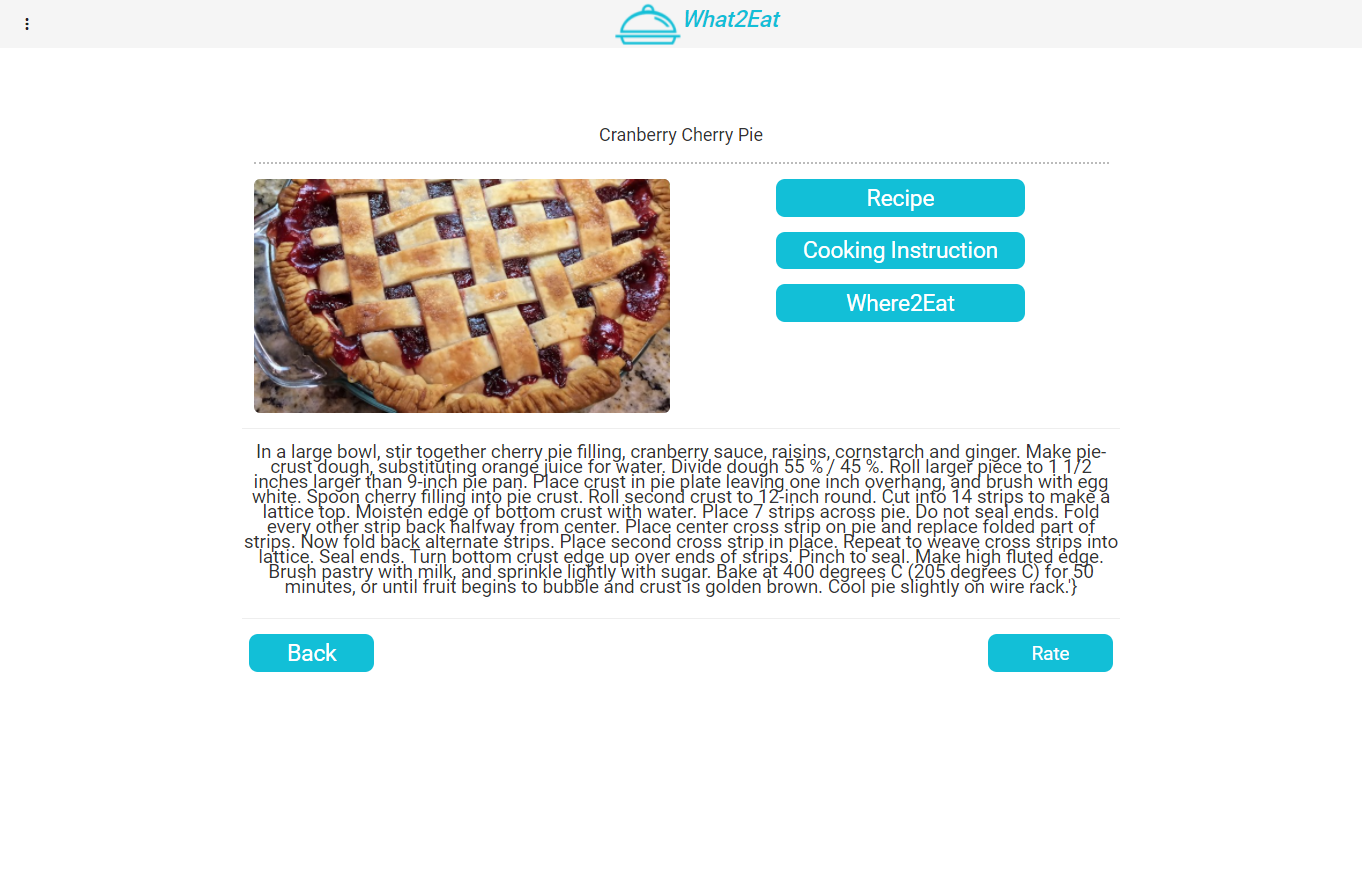 What2Eat
Cranberry Cherry Pie
Recipe
Cooking Instruction
Where2Eat
In a large bowl, stir together cherry pie filling, cranberry sauce, raisins, cornstarch and ginger. Make pie-
crust dough, substituting orange juice for water. Divide dough 55 % / 45 %. Roll larger piece to 1 1/2
inches larger than 9-inch pie pan. Place crust in pie plate leaving one inch overhang, and brush with egg
white. Spoon cherry filling into pie crust. Roll second crust to 12-inch round. Cut into 14 strips to make a
lattice top. Moisten edge of bottom crust with water. Place 7 strips across pie. Do not seal ends. Fold
every other strip back halfway from center. Place center cross strip on pie and replace folded part of
strips. Now fold back alternate strips. Place second cross strip in place. Repeat to weave cross strips into
lattice. Seal ends. Turn bottom crust edge up over ends of strips. Pinch to seal. Make high fluted edge.
Brush pastry with milk, and sprinkle lightly with sugar. Bake at 400 degrees C (205 degrees C) for 50
minutes, or until fruit begins to bubble and crust is golden brown. Cool pie slightly on wire rack.'}
Back
Rate